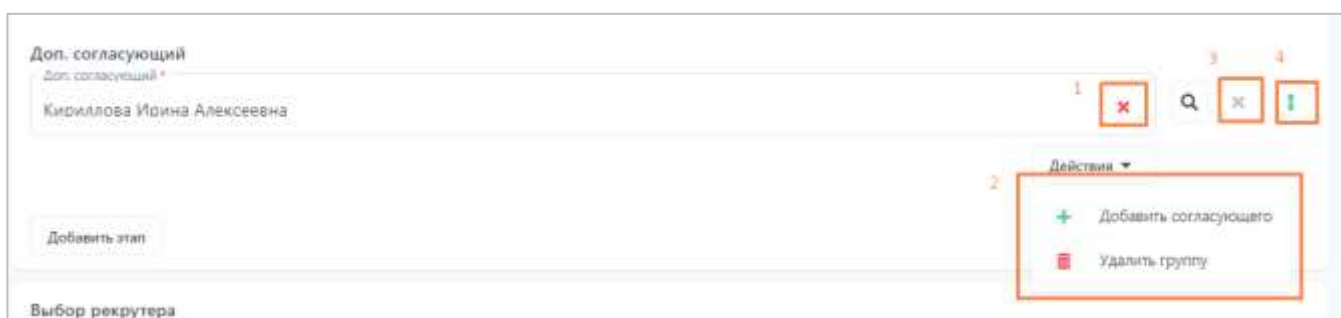 Доп. согласующий
Доп. согласующий *
3
4
1
Кириллова Ирина Алексеевна
Действия
2
Добавить согласующего
Добавить этап
Удалить группу
Выбор рекрутера